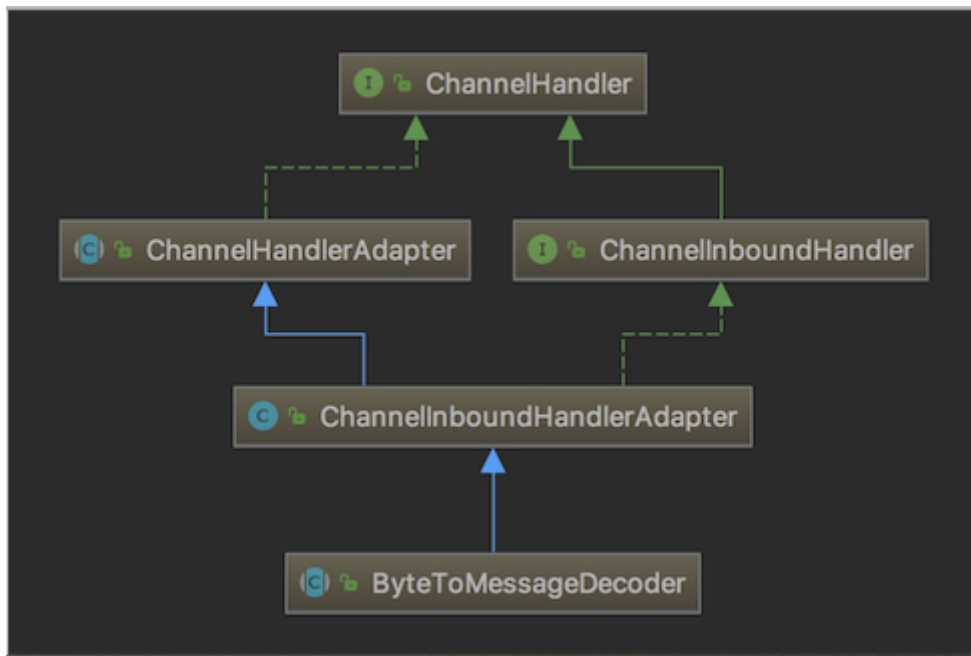 I ChannelHandler
C ChannelHandlerAdapter
I ChannelInboundHandler
C ChannelInboundHandlerAdapter
C ByteToMessageDecoder